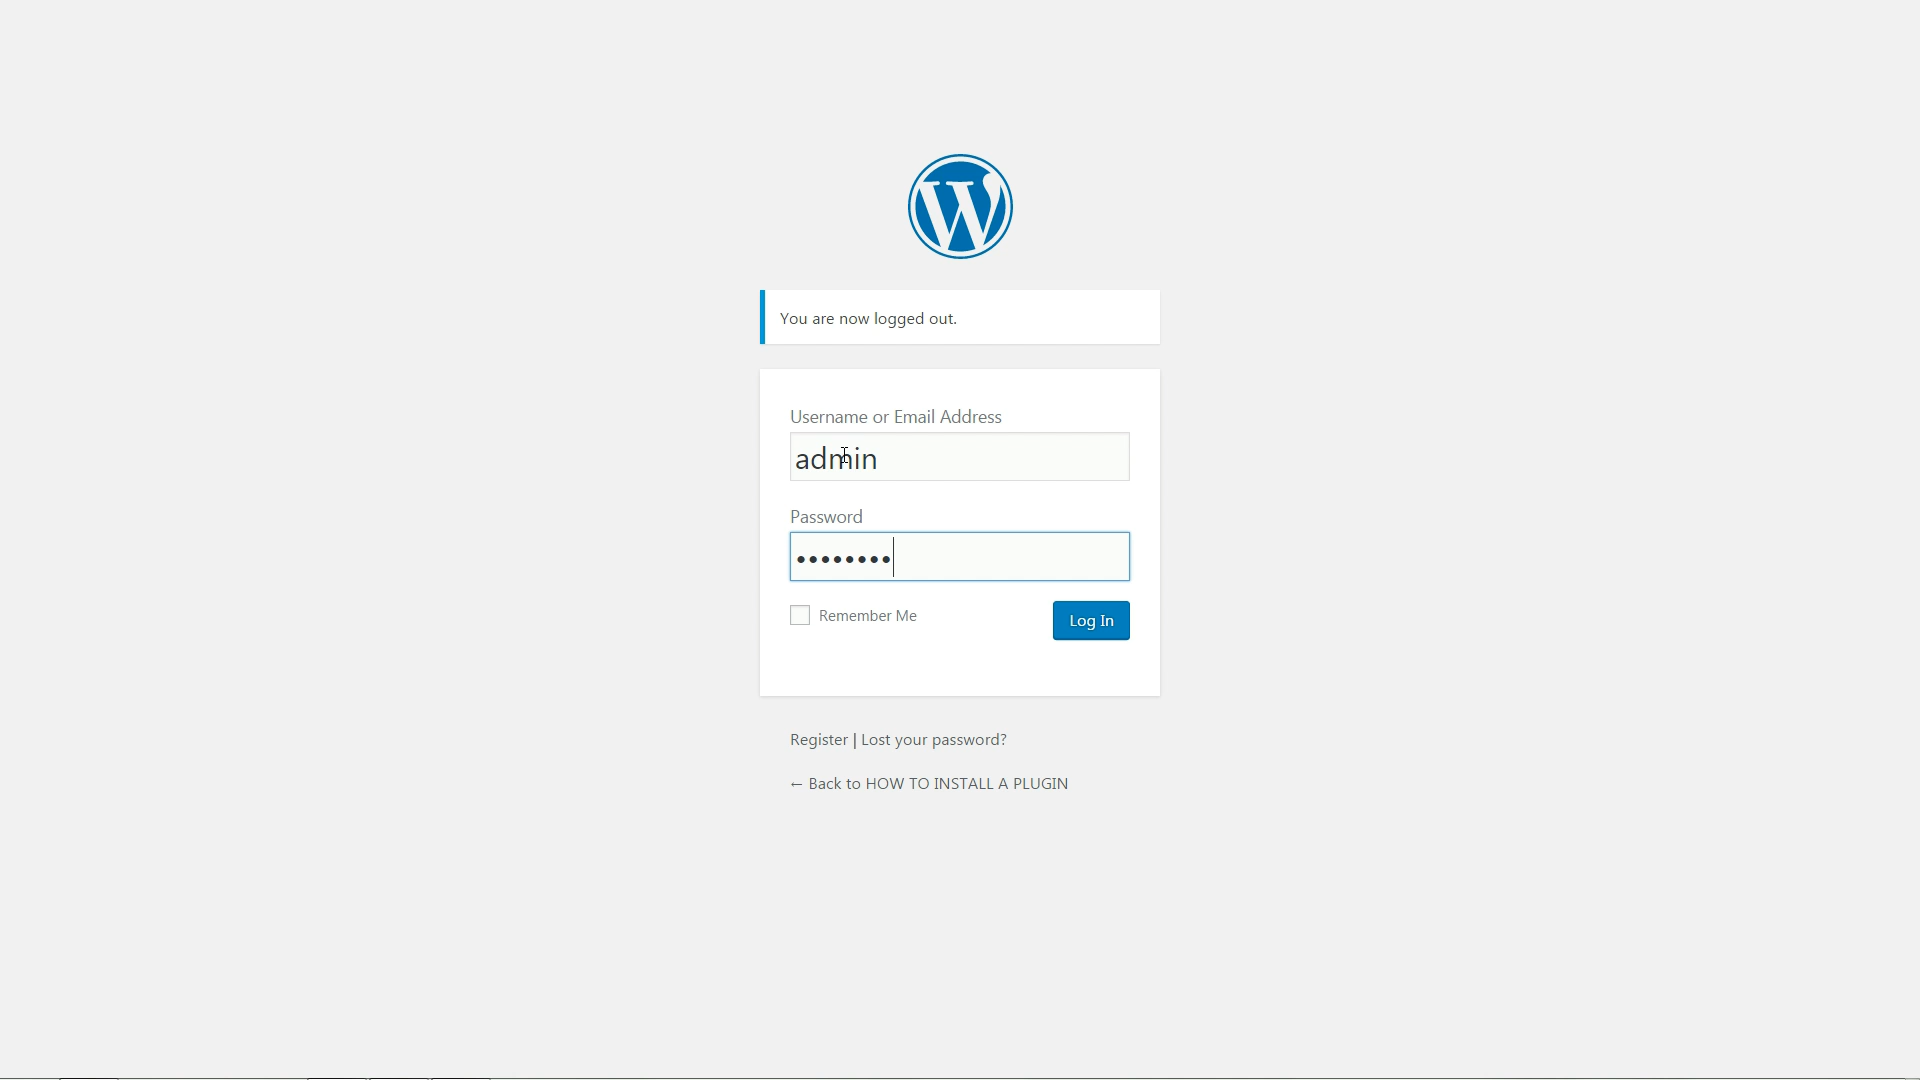 You are now logged out.
Username or Email Address
admin
Password
••••••••
Remember Me
Log In
Register | Lost your password?
← Back to HOW TO INSTALL A PLUGIN